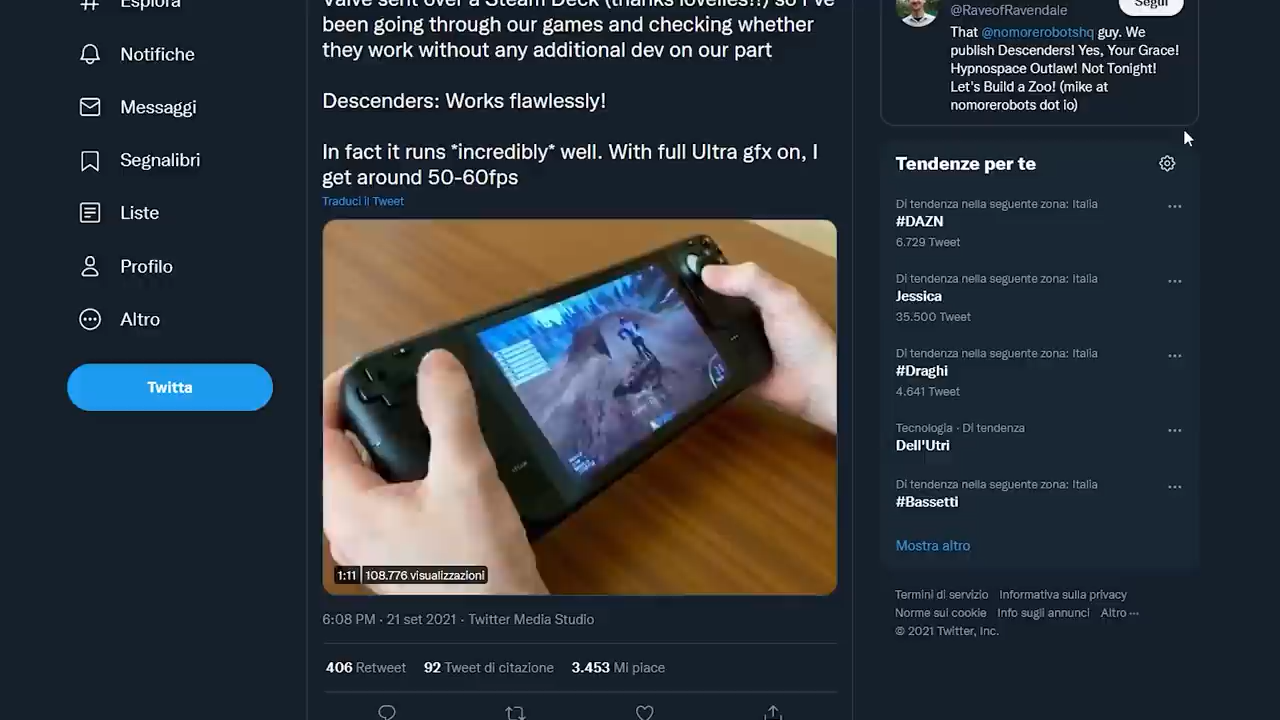 Esplora
Notifiche
Messaggi
Segnalibri
Liste
Profilo
Altro
Twitta
Valve sent over a Steam Deck (thanks lovelies!!) so I've
been going through our games and checking whether
they work without any additional dev on our part
Descenders: Works flawlessly!
In fact it runs *incredibly* well. With full Ultra gfx on, I
get around 50-60fps
Traduci il Tweet
1:11
108.776 visualizzazioni
6:08 PM · 21 set 2021 · Twitter Media Studio
406 Retweet 92 Tweet di citazione 3.453 Mi piace
@RaveofRavendale
Segui
That @nomorerobotshq guy. We
publish Descenders! Yes, Your Grace!
Hypnospace Outlaw! Not Tonight!
Let's Build a Zoo! (mike at
nomorerobots dot io)
Tendenze per te
Di tendenza nella seguente zona: Italia
#DAZN
6.729 Tweet
Di tendenza nella seguente zona: Italia
Jessica
35.500 Tweet
Di tendenza nella seguente zona: Italia
#Draghi
4.641 Tweet
Tecnologia · Di tendenza
Dell'Utri
Di tendenza nella seguente zona: Italia
#Bassetti
Mostra altro
Termini di servizio Informativa sulla privacy
Norme sui cookie Info sugli annunci Altro ···
© 2021 Twitter, Inc.